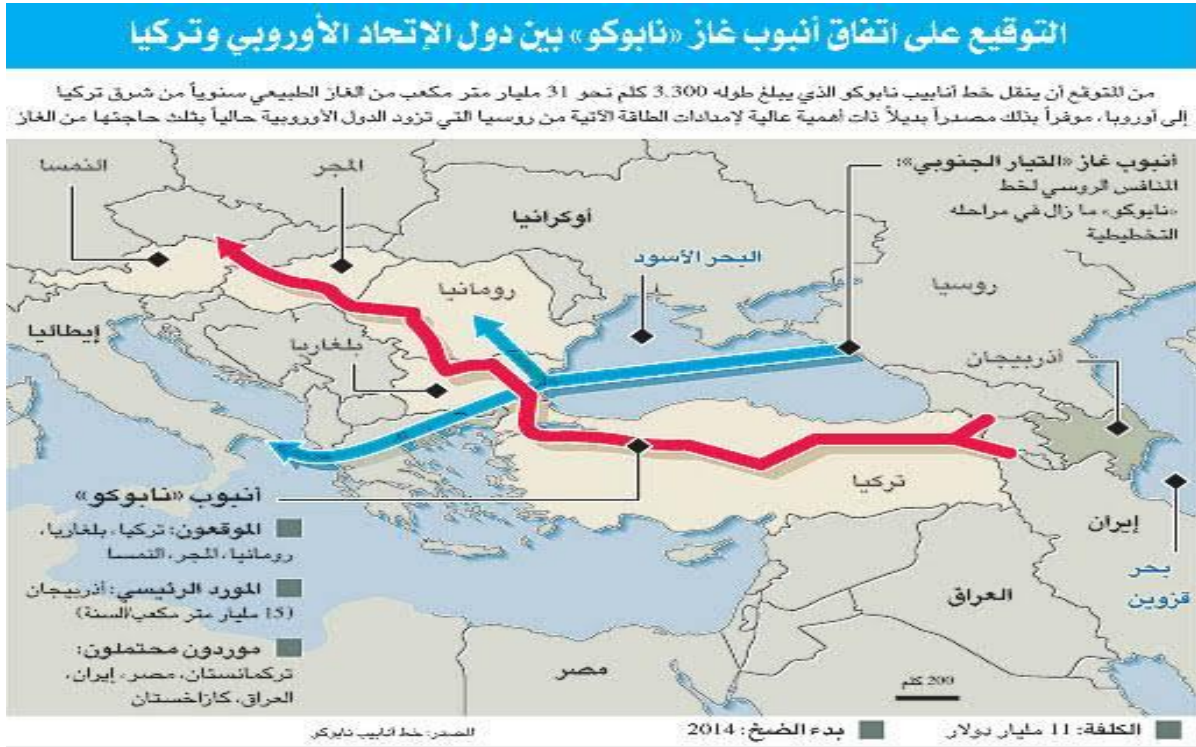 التوقيع على اتفاق أنبوب غاز «نابوكو» بين دول الإتحاد الأوروبي وتركيا
من المتوقع أن ينقل خط أنابيب نابوكو الذي يبلغ طوله 3.300 كلم نحو 31 مليار متر مكعب من الغاز الطبيعي سنوياً من شرق تركيا
إلى أوروبا، موفراً بذلك مصدراً بديلاً ذات أهمية عالية لإمدادات الطاقة الآتية من روسيا التي تزود الدول الأوروبية حالياً بثلث حاجتها من الغاز
أنبوب غاز «التيار الجنوبي»:
المنافس الروسي لخط
«نابوكو» ما زال في مراحله
التخطيطية
المجر
النمسا
أوكرانيا
البحر الأسود
روسيا
رومانيا
إيطاليا
بلغاريا
أذربيجان
تركيا
إيران
بحر
قزوين
العراق
مصر
200 كلم
أنبوب «نابوكو»
الموقعون: تركيا، بلغاريا،
رومانيا، المجر، النمسا
المورد الرئيسي: أذربيجان
(15 مليار متر مكعب/السنة)
موردون محتملون:
تركمانستان، مصر، إيران،
العراق، كازاخستان
الكلفة: 11 مليار دولار
بدء الضخ: 2014
المصدر: خط أنابيب نابوكو